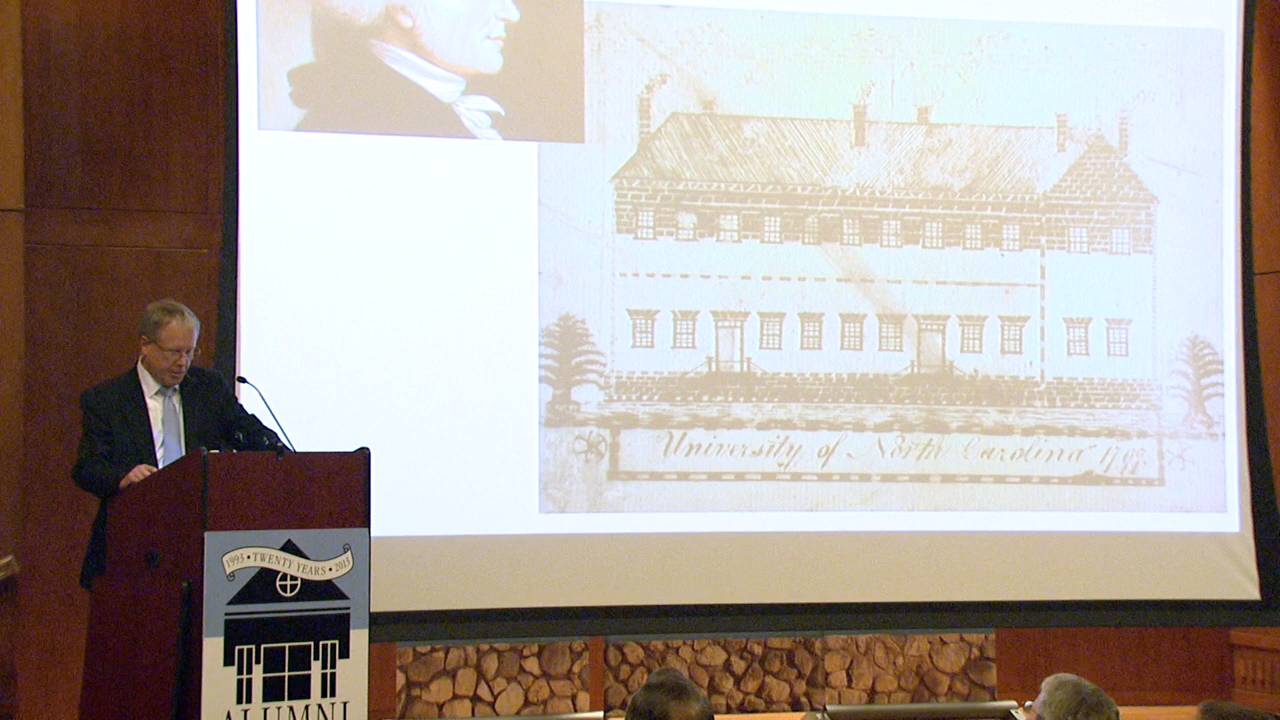 University of North Carolina 1797.
1993 • TWENTY YEARS • 2013
ALUMNI